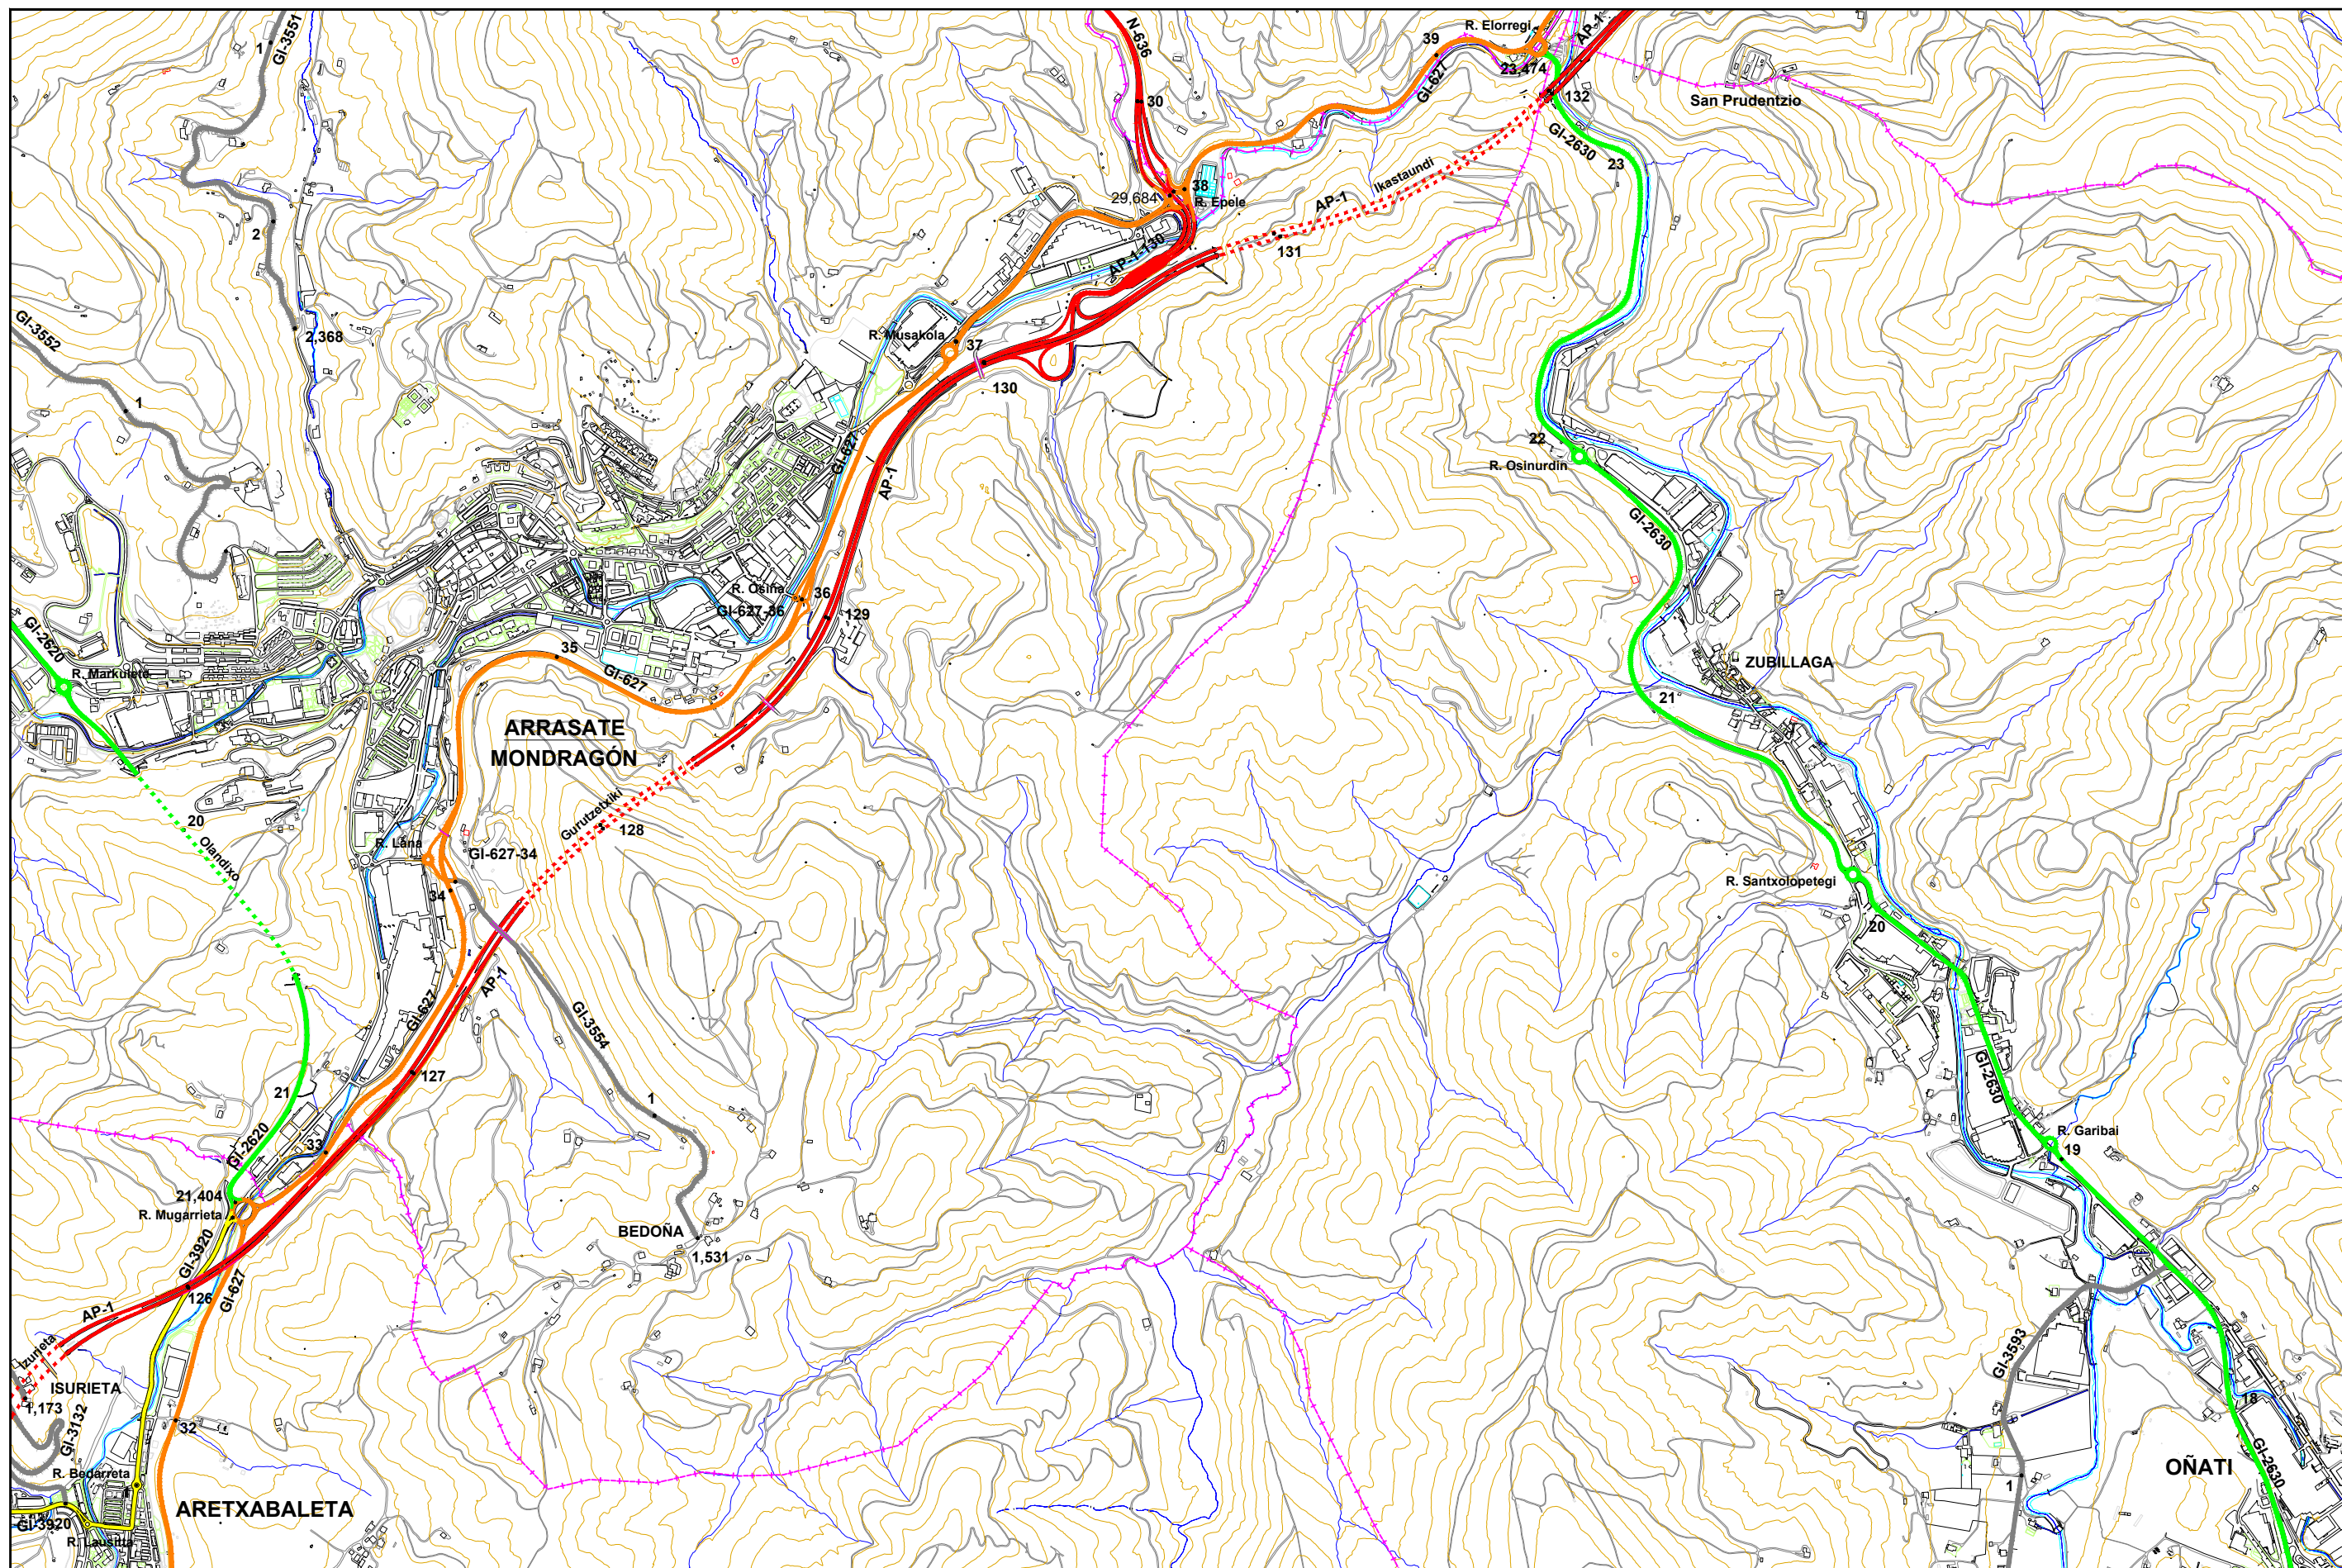 GI-3551
1
N-636
R. Elorregi
39
AP-1
23,474
GI-627
30
132
San Prudentzio
GI-2630
23
2
38
29,684
R. Epele
Ikastaundi
AP-1
131
AP-1-130
GI-3552
2,368
R. Musakola
37
130
1
GI-627
AP-1
22
R. Osinurdin
GI-2630
R. Osina
36
GI-627-36
129
GI-2620
R. Markulete
35
GI-627
ZUBILLAGA
21
ARRASATE
MONDRAGÓN
20
Olandixo
Gurutzetxiki
128
R. Lana
GI-627-34
34
R. Santxolopetegi
20
AP-1
GI-627
GI-3554
127
1
21
GI-2630
R. Garibai
19
33
GI-2620
21,404
R. Mugarrieta
GI-3920
BEDOÑA
1,531
GI-627
126
AP-1
Izurieta
ISURIETA
1,173
GI-3132
32
GI-3593
18
R. Bedarreta
GI-2630
OÑATI
1
ARETXABALETA
GI-3920
R. Lausitta